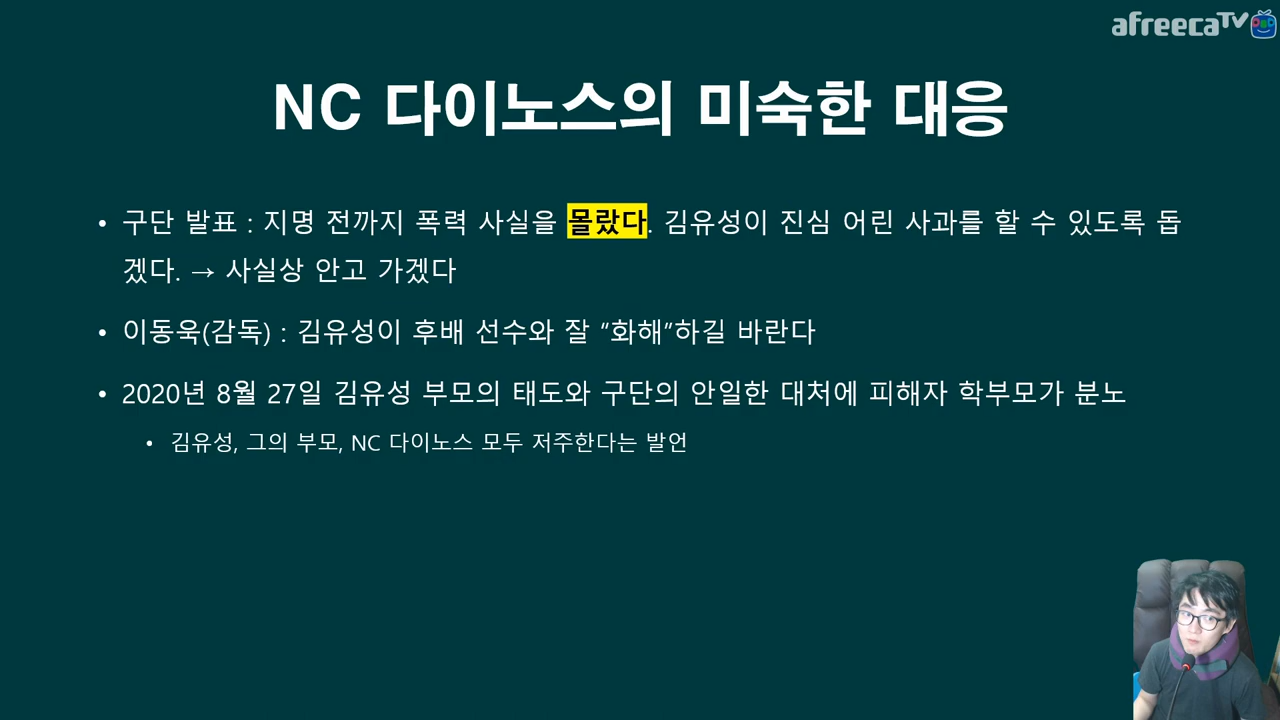 afreecaTV
NC 다이노스의 미숙한 대응
• 구단 발표 : 지명 전까지 폭력 사실을 몰랐다. 김유성이 진심 어린 사과를 할 수 있도록 돕
겠다. → 사실상 안고 가겠다
• 이동욱(감독) : 김유성이 후배 선수와 잘 “화해”하길 바란다
• 2020년 8월 27일 김유성 부모의 태도와 구단의 안일한 대처에 피해자 학부모가 분노
• 김유성, 그의 부모, NC 다이노스 모두 저주한다는 발언